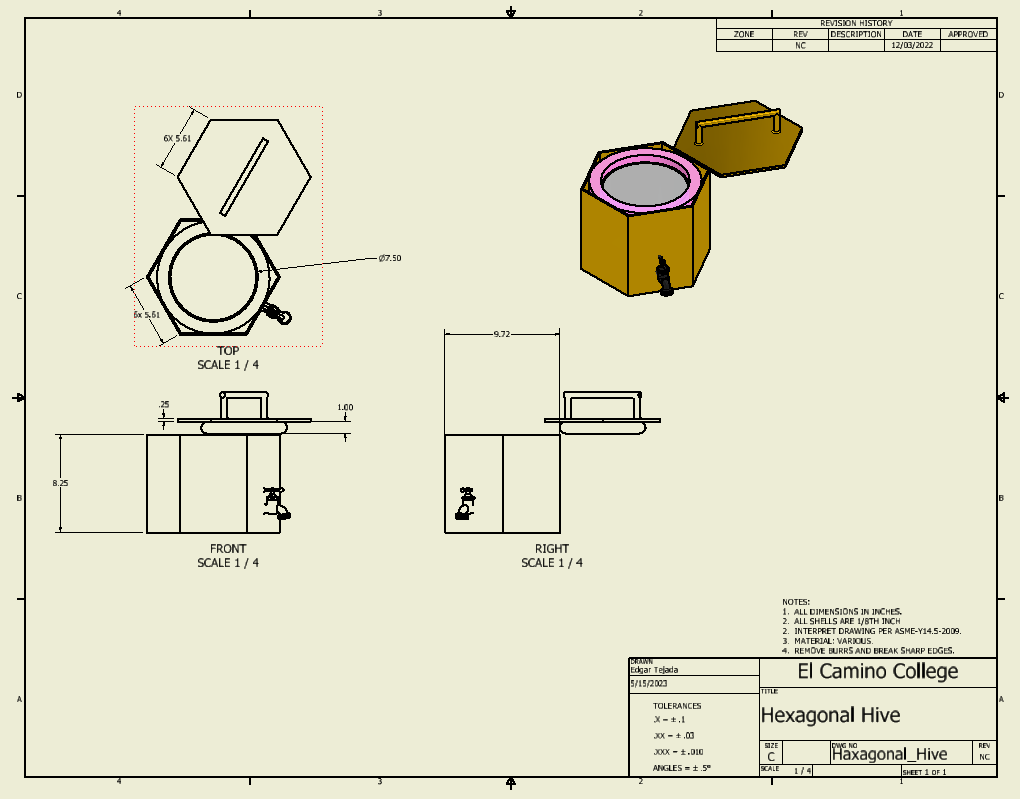 4 3 2 1
REVISION HISTORY
ZONE REV DESCRIPTION DATE APPROVED
NC 12/03/2022
D D
6X 5.61
Ø7.50
C C
6x 5.61
TOP
SCALE 1 / 4
9.72
.25
1.00
8.25
B B
FRONT
SCALE 1 / 4
RIGHT
SCALE 1 / 4
NOTES:
1. ALL DIMENSIONS IN INCHES.
2. ALL SHELLS ARE 1/8TH INCH
2. INTERPRET DRAWING PER ASME-Y14.5-2009.
3. MATERIAL: VARIOUS.
4. REMOVE BURRS AND BREAK SHARP EDGES.
DRAWN
Edgar Tejada
5/15/2023
El Camino College
A A
TITLE
Hexagonal Hive
TOLERANCES
.X = ± .1
.XX = ± .03
.XXX = ± .010
ANGLES = ± .5°
SIZE
C
DWG NO
Haxagonal_Hive
REV
NC
SCALE
1 / 4
SHEET 1 OF 1
4 3 2 1